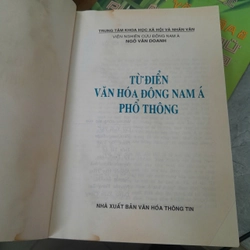 TRUNG TÂM KHOA HỌC XÃ HỘI VÀ NHÂN VĂN
VIỆN NGHIÊN CỨU ĐÔNG NAM Á
NGÔ VĂN DOANH
TỪ ĐIỂN
VĂN HÓA ĐÔNG NAM Á
PHỔ THÔNG
NHÀ XUẤT BẢN VĂN HÓA THÔNG TIN